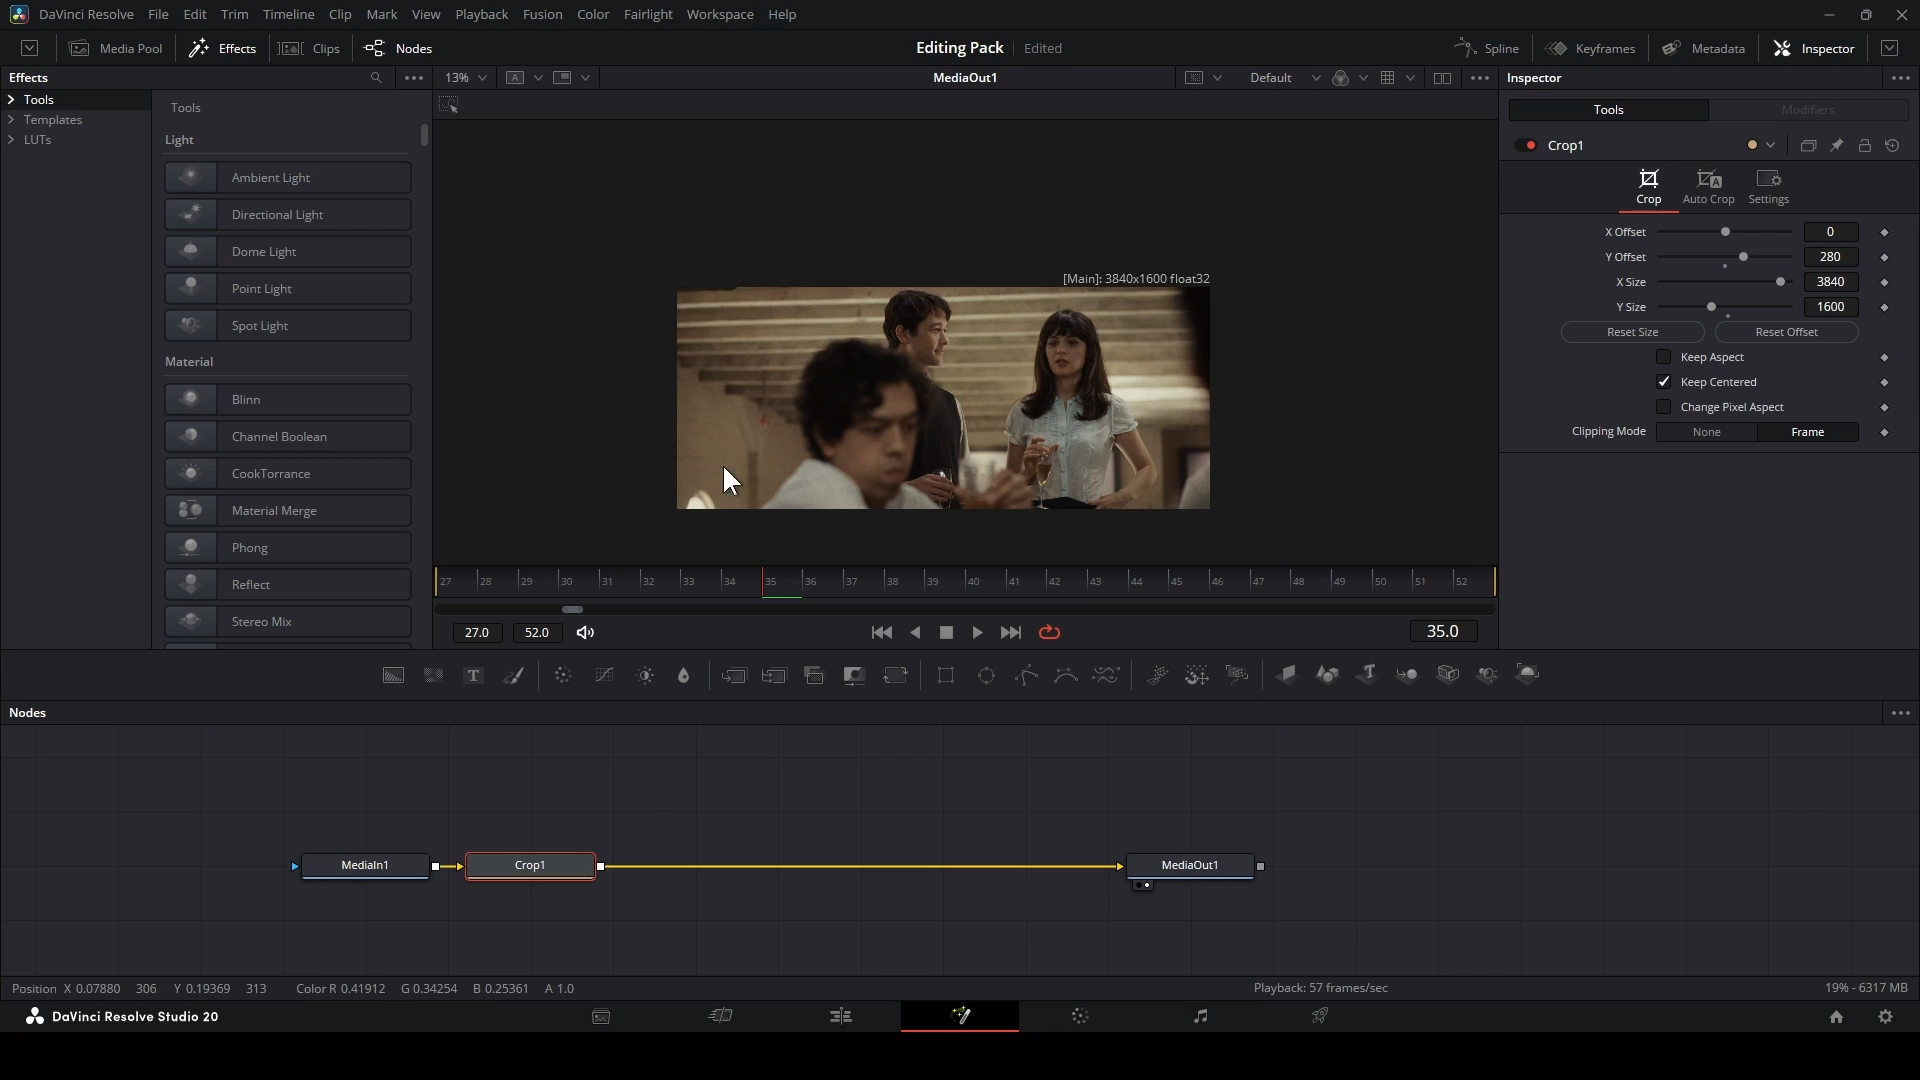 DaVinci Resolve File Edit Trim Timeline Clip Mark View Playback Fusion Color Fairlight Workspace Help
Media Pool Effects Clips Nodes Editing Pack Edited Spline Keyframes Metadata Inspector
Effects 13% A MediaOut1 Default Inspector
Tools
Templates
LUTs
Tools
Light
Ambient Light
Directional Light
Dome Light
Point Light
Spot Light
Material
Blinn
Channel Boolean
CookTorrance
Material Merge
Phong
Reflect
Stereo Mix
[Main]: 3840x1600 float32
27 28 29 30 31 32 33 34 35 36 37 38 39 40 41 42 43 44 45 46 47 48 49 50 51 52
27.0 52.0 35.0
Tools Modifiers
Crop1
Crop Auto Crop Settings
X Offset 0
Y Offset 280
X Size 3840
Y Size 1600
Reset Size Reset Offset
Keep Aspect
Keep Centered
Change Pixel Aspect
Clipping Mode None Frame
Nodes
MediaIn1 Crop1 MediaOut1
Position X 0.07880 306 Y 0.19369 313 Color R 0.41912 G 0.34254 B 0.25361 A 1.0 Playback: 57 frames/sec 19% - 6317 MB
DaVinci Resolve Studio 20